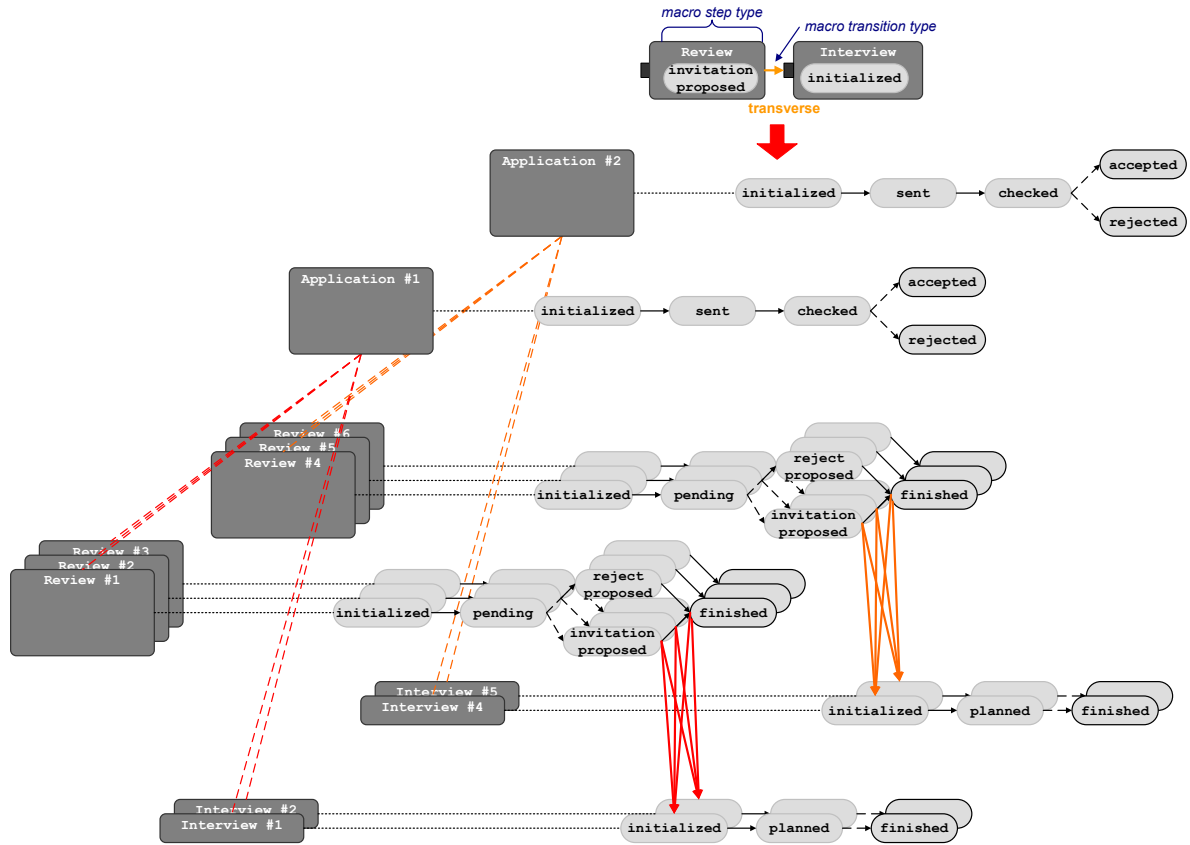 macro step type
macro transition type
Review
Interview
invitation
proposed
initialized
transverse
Application #2
initialized
sent
checked
accepted
rejected
Application #1
initialized
sent
checked
accepted
rejected
Review #6
Review #5
Review #4
initialized
pending
reject
proposed
invitation
proposed
finished
Review #3
Review #2
Review #1
initialized
pending
reject
proposed
invitation
proposed
finished
Interview #5
Interview #4
initialized
planned
finished
Interview #2
Interview #1
initialized
planned
finished